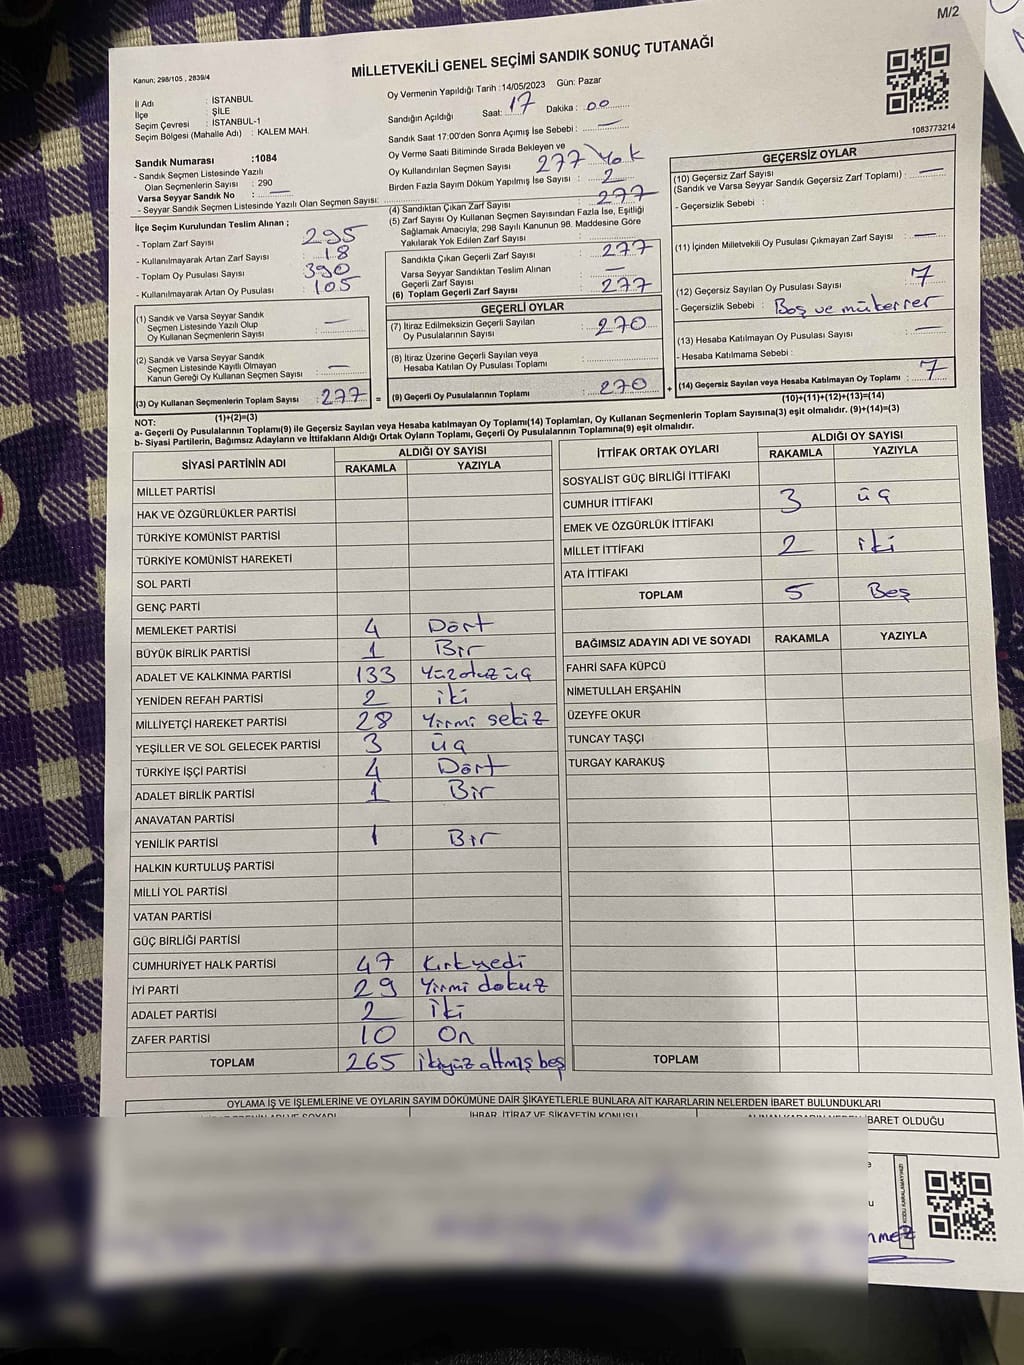 M/2
MİLLETVEKİLİ GENEL SEÇİMİ SANDIK SONUÇ TUTANAĞI
Kanun; 298/105 , 2839/4
İl Adı : İSTANBUL
İlçe : ŞİLE
Seçim Çevresi : İSTANBUL-1
Seçim Bölgesi (Mahalle Adı) : KALEM MAH.
Sandık Numarası :1084
- Sandık Seçmen Listesinde Yazılı
Olan Seçmenlerin Sayısı : 290
Varsa Seyyar Sandık No : —
- Seyyar Sandık Seçmen Listesinde Yazılı Olan Seçmen Sayısı:
Oy Vermenin Yapıldığı Tarih :14/05/2023 Gün: Pazar
Sandığın Açıldığı Saat: 17 Dakika : 00
Sandık Saat 17:00'den Sonra Açımış İse Sebebi : —
Oy Verme Saati Bitiminde Sırada Bekleyen ve
Oy Kullandırılan Seçmen Sayısı 277 Yok
Birden Fazla Sayım Döküm Yapılmış İse Sayısı : 2
1083773214
İlçe Seçim Kurulundan Teslim Alınan ;
- Toplam Zarf Sayısı : 295
- Kullanılmayarak Artan Zarf Sayısı : 18
- Toplam Oy Pusulası Sayısı : 390
- Kullanılmayarak Artan Oy Pusulası : 105
(1) Sandık ve Varsa Seyyar Sandık
Seçmen Listesinde Yazılı Olup
Oy Kullanan Seçmenlerin Sayısı : —
(2) Sandık ve Varsa Seyyar Sandık
Seçmen Listesinde Kayıtlı Olmayan
Kanun Gereği Oy Kullanan Seçmen Sayısı : —
(3) Oy Kullanan Seçmenlerin Toplam Sayısı : 277 =
(1)+(2)=(3)
(4) Sandıktan Çıkan Zarf Sayısı : 277
(5) Zarf Sayısı Oy Kullanan Seçmen Sayısından Fazla İse, Eşitliği
Sağlamak Amacıyla, 298 Sayılı Kanunun 98. Maddesine Göre
Yakılarak Yok Edilen Zarf Sayısı :
Sandıkta Çıkan Geçerli Zarf Sayısı : 277
Varsa Seyyar Sandıktan Teslim Alınan
Geçerli Zarf Sayısı : —
(6) Toplam Geçerli Zarf Sayısı : 277
GEÇERLİ OYLAR
(7) İtiraz Edilmeksizin Geçerli Sayılan
Oy Pusulalarının Sayısı : 270
(8) İtiraz Üzerine Geçerli Sayılan veya
Hesaba Katılan Oy Pusulası Toplamı :
(9) Geçerli Oy Pusulalarının Toplamı : 270 +
GEÇERSİZ OYLAR
(10) Geçersiz Zarf Sayısı
(Sandık ve Varsa Seyyar Sandık Geçersiz Zarf Toplamı) : —
- Geçersizlik Sebebi :
(11) İçinden Milletvekili Oy Pusulası Çıkmayan Zarf Sayısı : —
(12) Geçersiz Sayılan Oy Pusulası Sayısı : 7
- Geçersizlik Sebebi : Boş ve mükerrer
(13) Hesaba Katılmayan Oy Pusulası Sayısı : —
- Hesaba Katılmama Sebebi :
(14) Geçersiz Sayılan veya Hesaba Katılmayan Oy Toplamı : 7
(10)+(11)+(12)+(13)=(14)
NOT:
a- Geçerli Oy Pusulalarının Toplamı(9) ile Geçersiz Sayılan veya Hesaba katılmayan Oy Toplamı(14) Toplamları, Oy Kullanan Seçmenlerin Toplam Sayısına(3) eşit olmalıdır. (9)+(14)=(3)
b- Siyasi Partilerin, Bağımsız Adayların ve İttifakların Aldığı Ortak Oyların Toplamı, Geçerli Oy Pusulalarının Toplamına(9) eşit olmalıdır.
SİYASİ PARTİNİN ADI ALDIĞI OY SAYISI
RAKAMLA YAZIYLA
MİLLET PARTİSİ
HAK VE ÖZGÜRLÜKLER PARTİSİ
TÜRKİYE KOMÜNİST PARTİSİ
TÜRKİYE KOMÜNİST HAREKETİ
SOL PARTİ
GENÇ PARTİ
MEMLEKET PARTİSİ 4 Dört
BÜYÜK BİRLİK PARTİSİ 1 Bir
ADALET VE KALKINMA PARTİSİ 133 Yüzotuz üç
YENİDEN REFAH PARTİSİ 2 iki
MİLLİYETÇİ HAREKET PARTİSİ 28 Yirmi sekiz
YEŞİLLER VE SOL GELECEK PARTİSİ 3 üç
TÜRKİYE İŞÇİ PARTİSİ 4 Dört
ADALET BİRLİK PARTİSİ 1 Bir
ANAVATAN PARTİSİ
YENİLİK PARTİSİ 1 Bir
HALKIN KURTULUŞ PARTİSİ
MİLLİ YOL PARTİSİ
VATAN PARTİSİ
GÜÇ BİRLİĞİ PARTİSİ
CUMHURİYET HALK PARTİSİ 47 Kırkyedi
İYİ PARTİ 29 Yirmi dokuz
ADALET PARTİSİ 2 İki
ZAFER PARTİSİ 10 On
TOPLAM 265 ikiyüz altmış beş
İTTİFAK ORTAK OYLARI ALDIĞI OY SAYISI
RAKAMLA YAZIYLA
SOSYALİST GÜÇ BİRLİĞİ İTTİFAKI
CUMHUR İTTİFAKI 3 üç
EMEK VE ÖZGÜRLÜK İTTİFAKI
MİLLET İTTİFAKI 2 iki
ATA İTTİFAKI
TOPLAM 5 Beş
BAĞIMSIZ ADAYIN ADI VE SOYADI RAKAMLA YAZIYLA
FAHRİ SAFA KÜPCÜ
NİMETULLAH ERŞAHİN
ÜZEYFE OKUR
TUNCAY TAŞÇI
TURGAY KARAKUŞ
TOPLAM
OYLAMA İŞ VE İŞLEMLERİNE VE OYLARIN SAYIM DÖKÜMÜNE DAİR ŞİKAYETLERLE BUNLARA AİT KARARLARIN NELERDEN İBARET BULUNDUKLARI
İHBAR, İTİRAZ VE ŞİKAYETİN KONUSU
BARET OLDUĞU
KODU KARALAMAYINIZ!